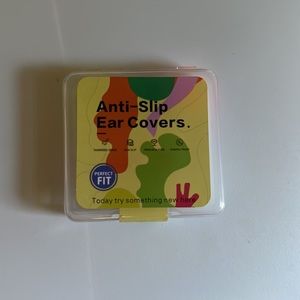 Anti-Slip
Ear Covers.
PERFECT
FIT
Today try something new here